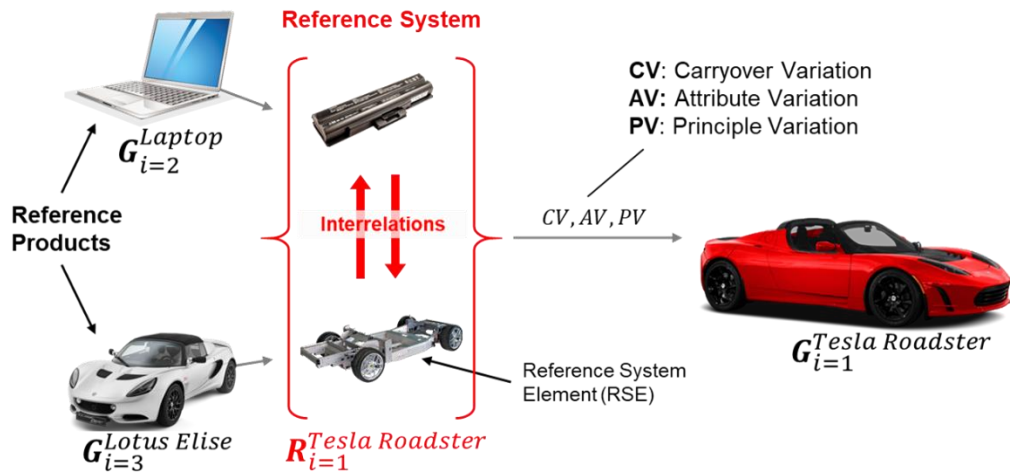 Reference System
CV: Carryover Variation
AV: Attribute Variation
PV: Principle Variation
G_{i=2}^{Laptop}
Reference
Products
Interrelations
CV, AV, PV
G_{i=1}^{Tesla Roadster}
Reference System
Element (RSE)
G_{i=3}^{Lotus Elise}
R_{i=1}^{Tesla Roadster}